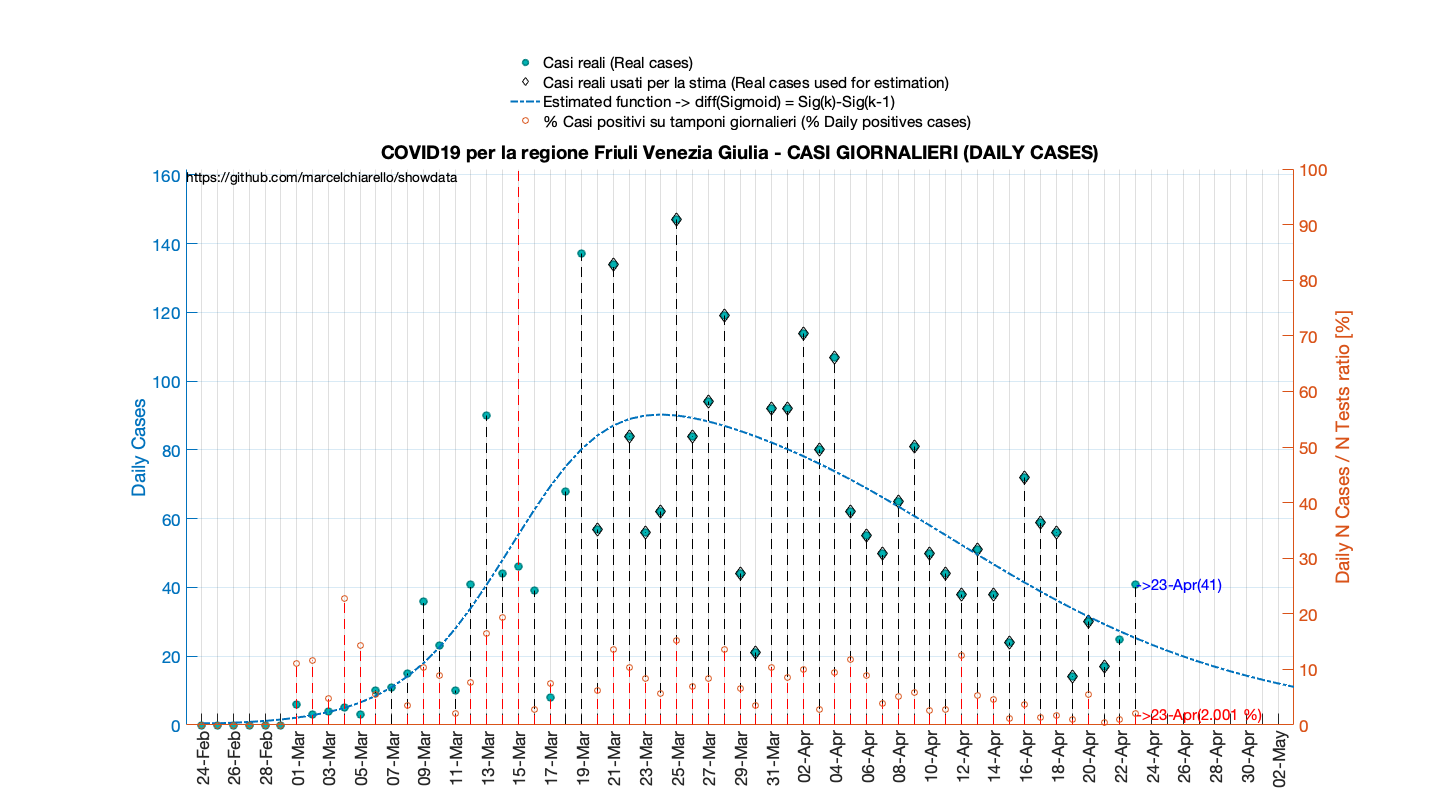 Casi reali (Real cases)
Casi reali usati per la stima (Real cases used for estimation)
Estimated function -> diff(Sigmoid) = Sig(k)-Sig(k-1)
% Casi positivi su tamponi giornalieri (% Daily positives cases)
COVID19 per la regione Friuli Venezia Giulia - CASI GIORNALIERI (DAILY CASES)
https://github.com/marcelchiarello/showdata
Daily Cases
160
140
120
100
80
60
40
20
0
100
90
80
70
60
50
40
30
20
10
0
Daily N Cases / N Tests ratio [%]
->23-Apr(41)
->23-Apr(2.001 %)
24-Feb
26-Feb
28-Feb
01-Mar
03-Mar
05-Mar
07-Mar
09-Mar
11-Mar
13-Mar
15-Mar
17-Mar
19-Mar
21-Mar
23-Mar
25-Mar
27-Mar
29-Mar
31-Mar
02-Apr
04-Apr
06-Apr
08-Apr
10-Apr
12-Apr
14-Apr
16-Apr
18-Apr
20-Apr
22-Apr
24-Apr
26-Apr
28-Apr
30-Apr
02-May